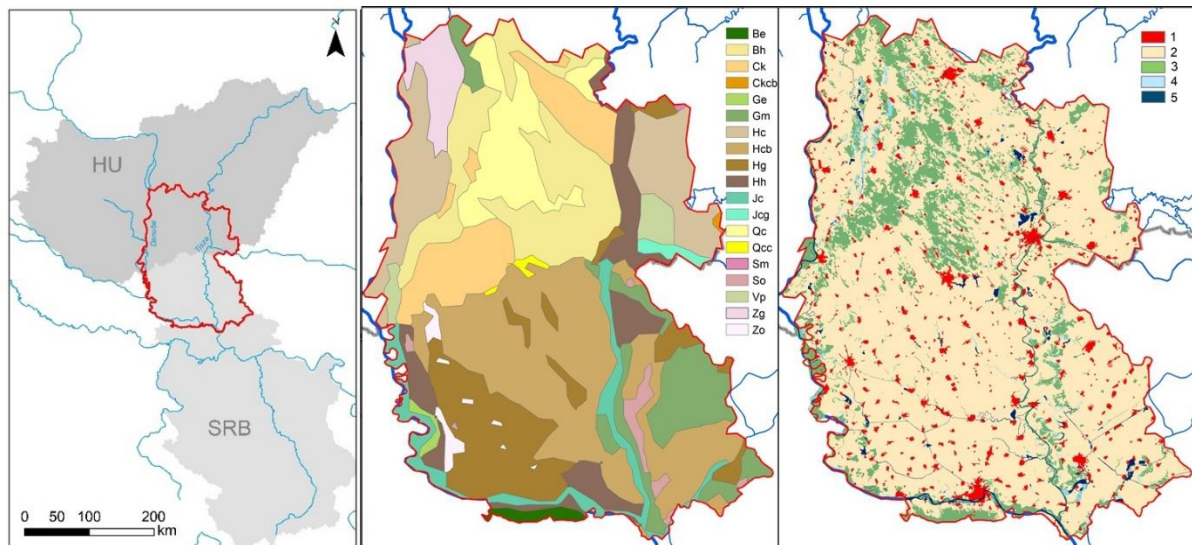 N
HU
Danube
Tisza
SRB
0 50 100 200
km
Be
Bh
Ck
Ckcb
Ge
Gm
Hc
Hcb
Hg
Hh
Jc
Jcg
Qc
Qcc
Sm
So
Vp
Zg
Zo
1
2
3
4
5